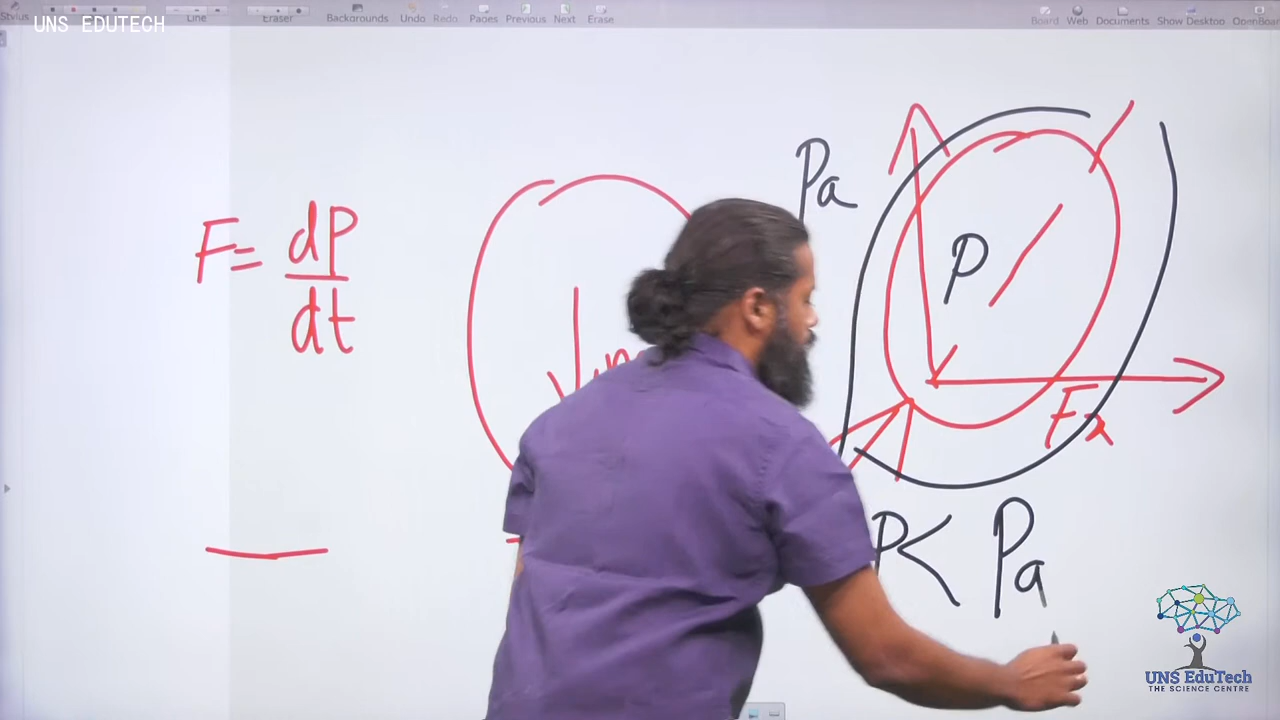 Stylus
Line
Eraser
Backgrounds
Undo
Redo
Pages
Previous
Next
Erase
Board
Web
Documents
Show Desktop
UNS EDUTECH
Pa
F = dP
dt
P
Fx
P < Pa
UNS EduTech
THE SCIENCE CENTRE